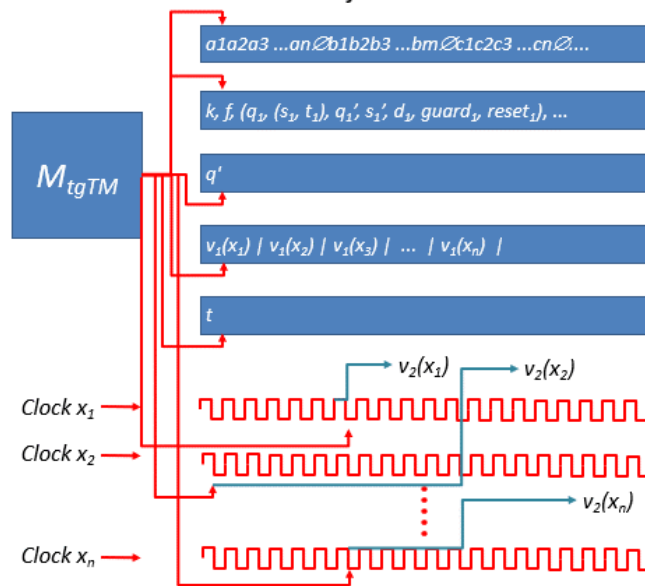 a1a2a3 ...an∅b1b2b3 ...bm∅c1c2c3 ...cn∅....
k, f, (q₁, (s₁, t₁), q₁’, s₁’, d₁, guard₁, reset₁), ...
M_tgTM
q'
v₁(x₁) | v₁(x₂) | v₁(x₃) | ... | v₁(xₙ) |
t
v₂(x₁)
v₂(x₂)
Clock x₁
Clock x₂
v₂(xₙ)
Clock xₙ